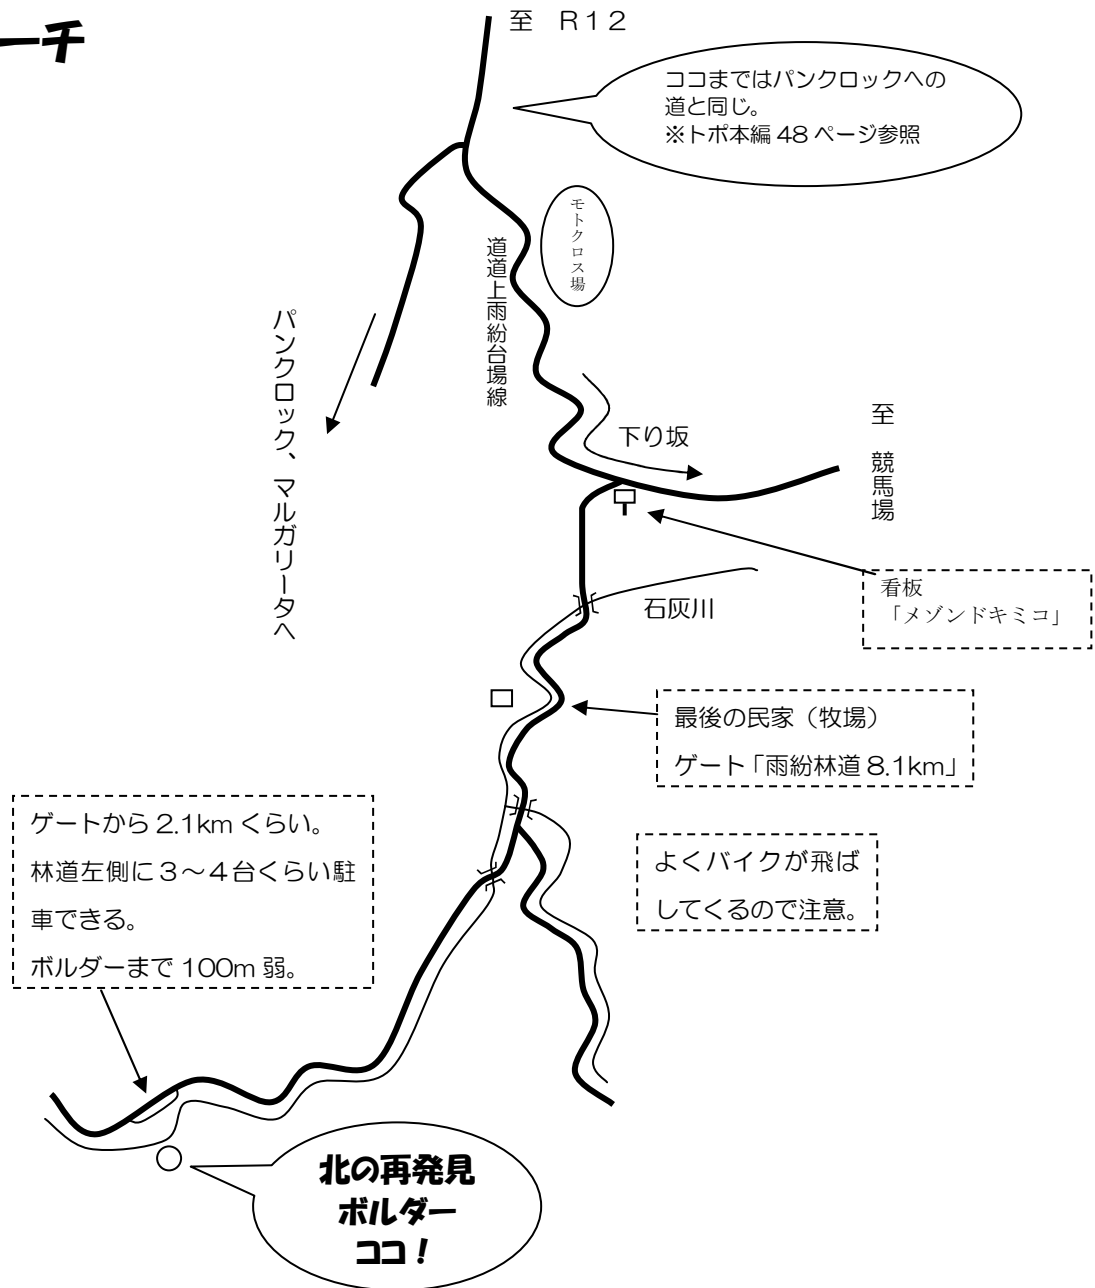 ーチ
至　R１２
ココまではパンクロックへの
道と同じ。
※トポ本編 48 ページ参照
モトクロス場
道道上雨紛台場線
パンクロック、マルガリータへ
下り坂
至　競馬場
看板
「メゾンドキミコ」
石灰川
最後の民家（牧場）
ゲート「雨紛林道 8.1km」
よくバイクが飛ば
してくるので注意。
ゲートから 2.1km くらい。
林道左側に３～４台くらい駐
車できる。
ボルダーまで 100m 弱。
北の再発見
ボルダー
ココ！